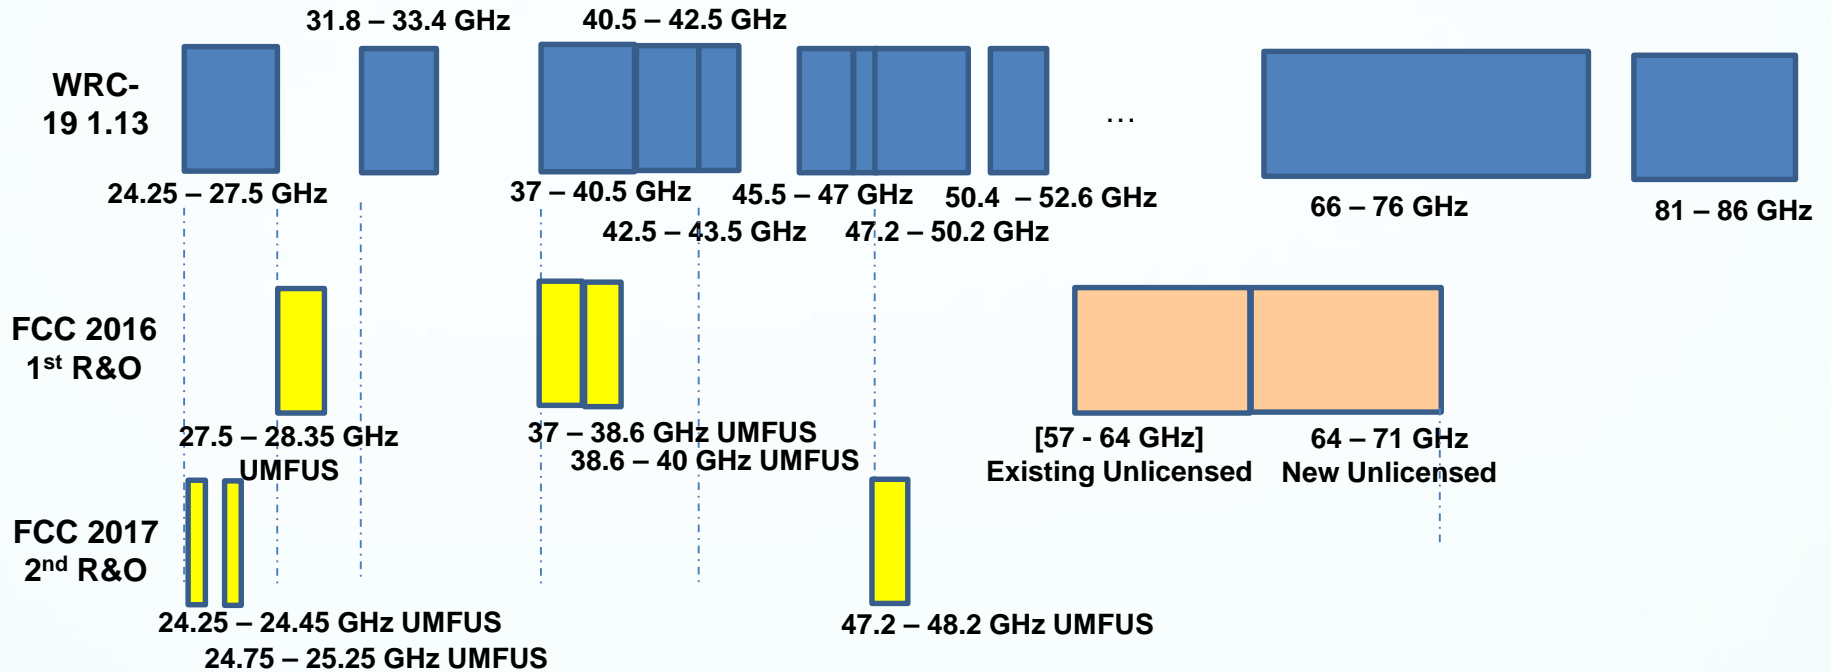 31.8 – 33.4 GHz
40.5 – 42.5 GHz
WRC-
19 1.13
...
24.25 – 27.5 GHz
37 – 40.5 GHz
45.5 – 47 GHz
50.4 – 52.6 GHz
66 – 76 GHz
81 – 86 GHz
42.5 – 43.5 GHz
47.2 – 50.2 GHz
FCC 2016
1st R&O
27.5 – 28.35 GHz
UMFUS
37 – 38.6 GHz UMFUS
38.6 – 40 GHz UMFUS
[57 - 64 GHz]
Existing Unlicensed
64 – 71 GHz
New Unlicensed
FCC 2017
2nd R&O
24.25 – 24.45 GHz UMFUS
24.75 – 25.25 GHz UMFUS
47.2 – 48.2 GHz UMFUS